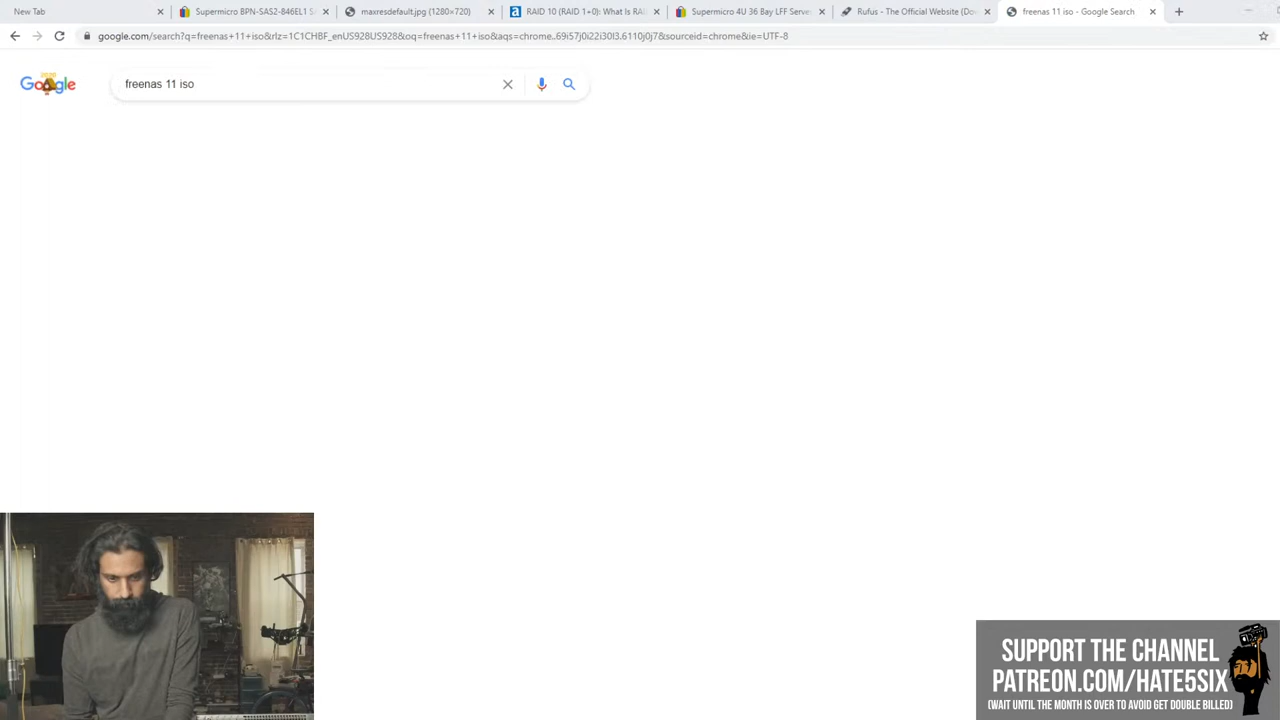 New Tab
Supermicro BPN-SAS2-846EL1 SA
maxresdefault.jpg (1280×720)
RAID 10 (RAID 1+0): What Is RAI
Supermicro 4U 36 Bay LFF Server
Rufus - The Official Website (Do
freenas 11 iso - Google Search
google.com/search?q=freenas+11+iso&rlz=1C1CHBF_enUS928US928&oq=freenas+11+iso&aqs=chrome..69i57j0i22i30l3.6110j0j7&sourceid=chrome&ie=UTF-8
Google
freenas 11 iso
SUPPORT THE CHANNEL
PATREON.COM/HATE5SIX
(WAIT UNTIL THE MONTH IS OVER TO AVOID GET DOUBLE BILLED)